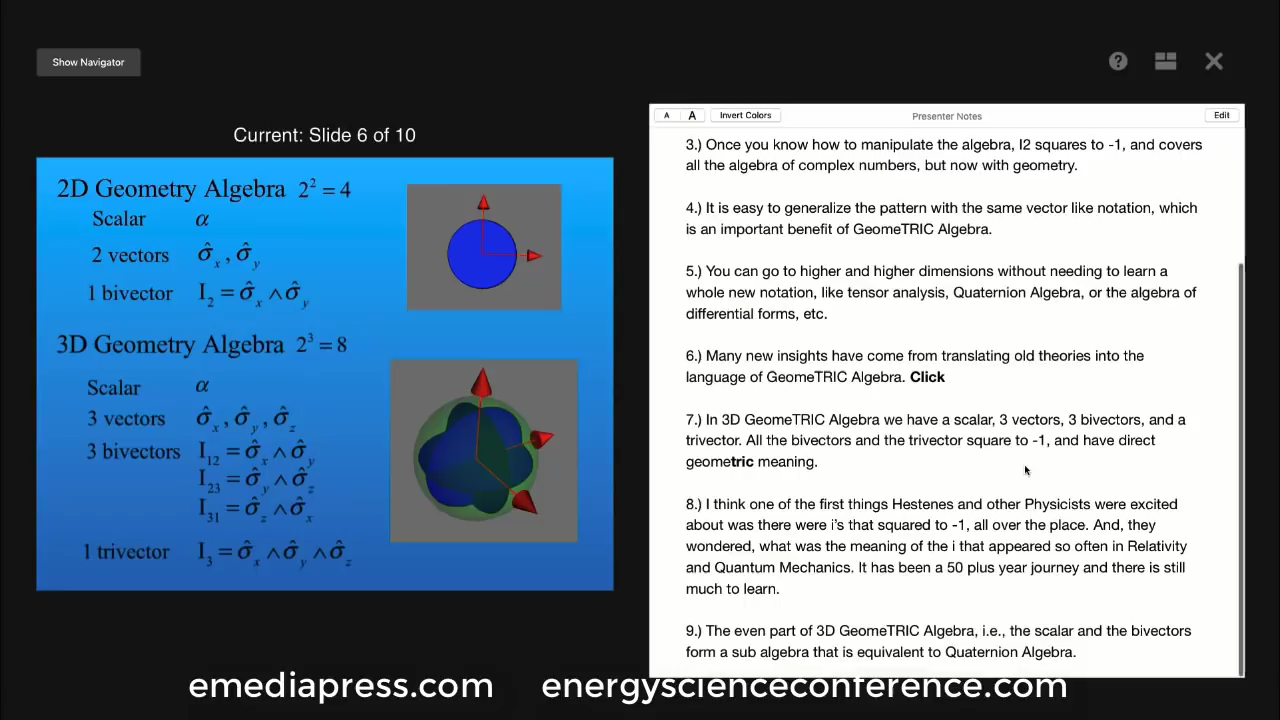 Show Navigator
Current: Slide 6 of 10
2D Geometry Algebra 2² = 4
Scalar α
2 vectors σ̂x , σ̂y
1 bivector I₂ = σ̂x ∧ σ̂y
3D Geometry Algebra 2³ = 8
Scalar α
3 vectors σ̂x , σ̂y , σ̂z
3 bivectors I₁₂ = σ̂x ∧ σ̂y
I₂₃ = σ̂y ∧ σ̂z
I₃₁ = σ̂z ∧ σ̂x
1 trivector I₃ = σ̂x ∧ σ̂y ∧ σ̂z
A A Invert Colors Presenter Notes Edit
3.) Once you know how to manipulate the algebra, I2 squares to -1, and covers
all the algebra of complex numbers, but now with geometry.
4.) It is easy to generalize the pattern with the same vector like notation, which
is an important benefit of GeomeTRIC Algebra.
5.) You can go to higher and higher dimensions without needing to learn a
whole new notation, like tensor analysis, Quaternion Algebra, or the algebra of
differential forms, etc.
6.) Many new insights have come from translating old theories into the
language of GeomeTRIC Algebra. Click
7.) In 3D GeomeTRIC Algebra we have a scalar, 3 vectors, 3 bivectors, and a
trivector. All the bivectors and the trivector square to -1, and have direct
geometric meaning.
8.) I think one of the first things Hestenes and other Physicists were excited
about was there were i's that squared to -1, all over the place. And, they
wondered, what was the meaning of the i that appeared so often in Relativity
and Quantum Mechanics. It has been a 50 plus year journey and there is still
much to learn.
9.) The even part of 3D GeomeTRIC Algebra, i.e., the scalar and the bivectors
form a sub algebra that is equivalent to Quaternion Algebra.
emediapress.com energyscienceconference.com